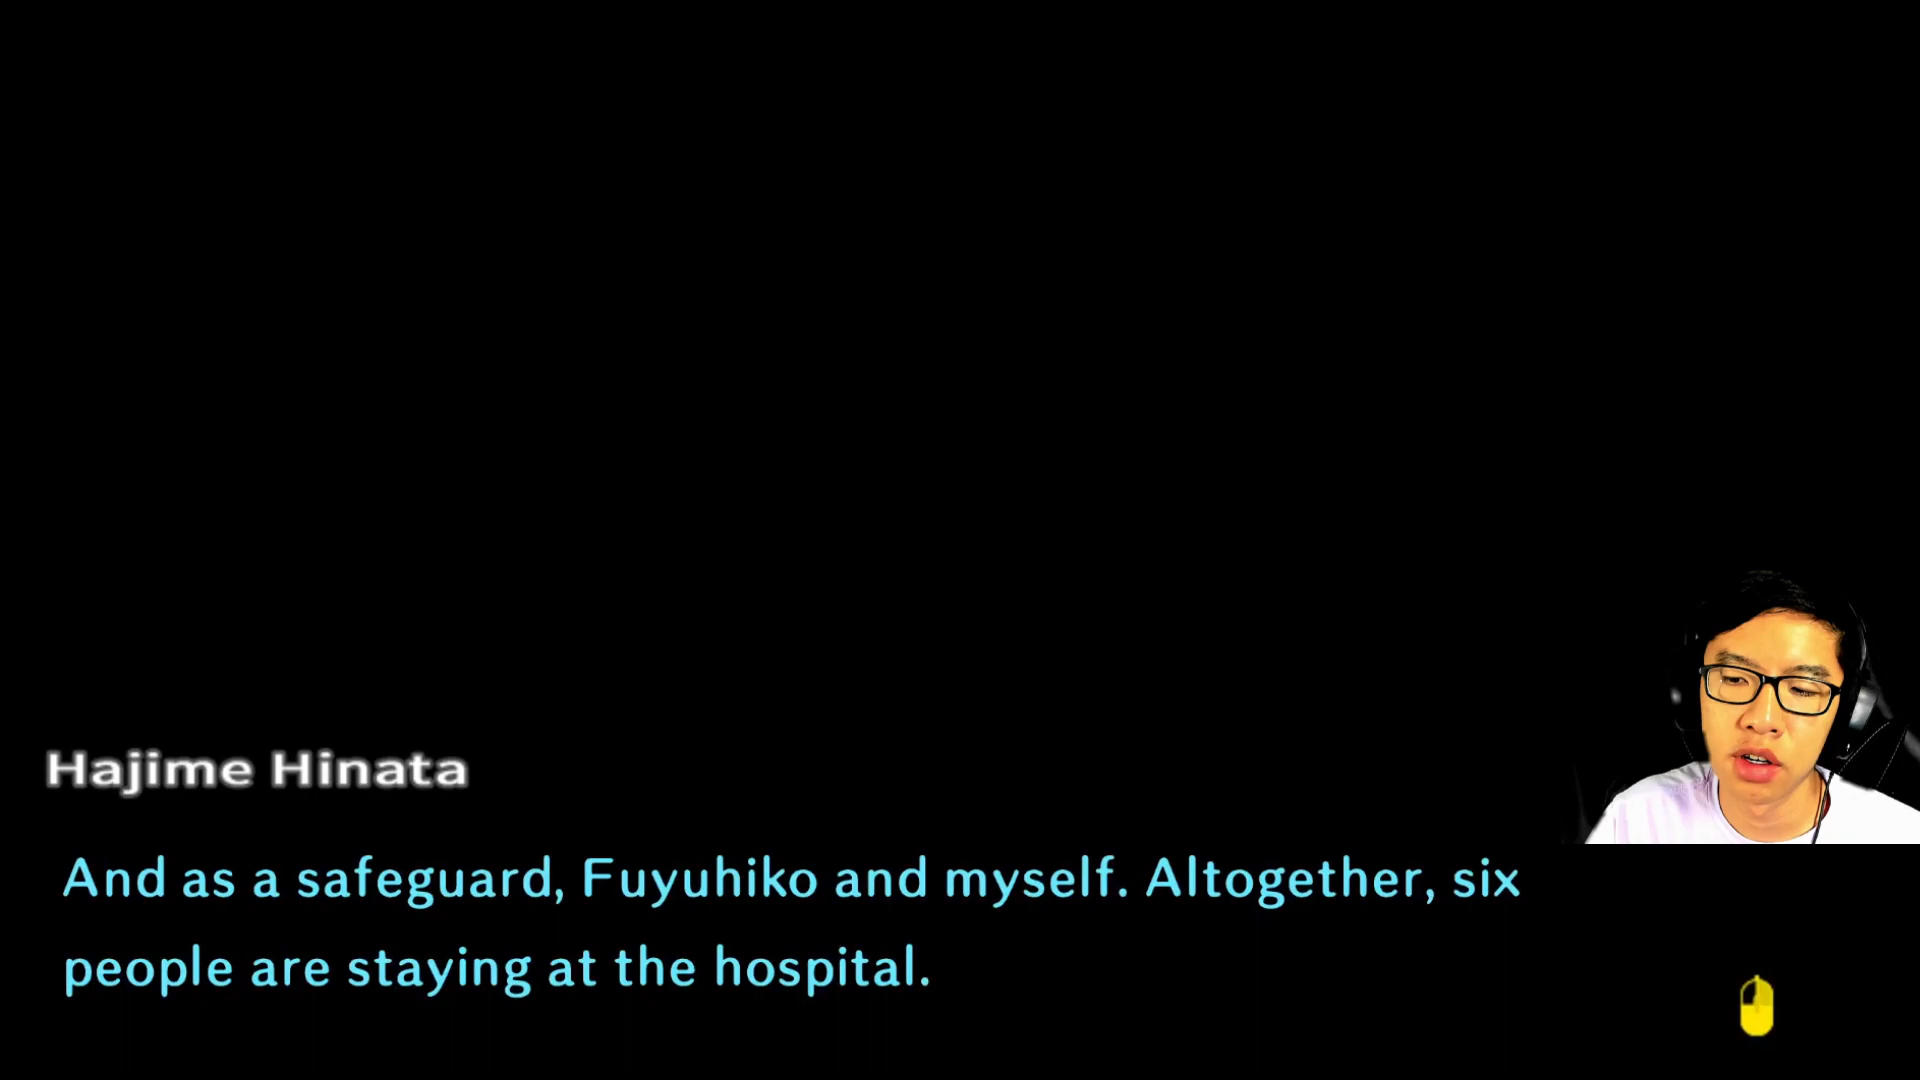 Hajime Hinata
And as a safeguard, Fuyuhiko and myself. Altogether, six
people are staying at the hospital.